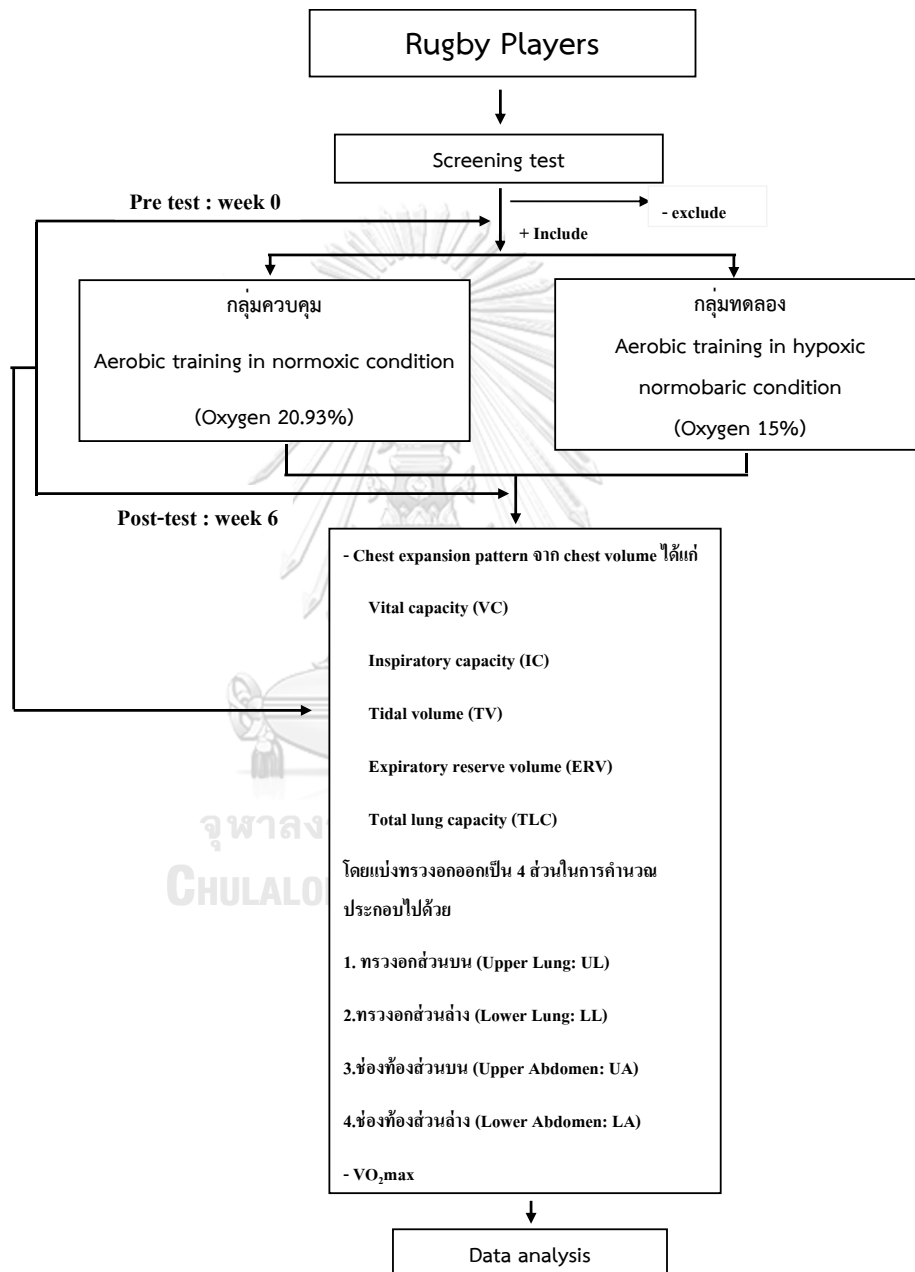 Rugby Players
Screening test
Pre test : week 0
- exclude
+ Include
กลุ่มควบคุม
Aerobic training in normoxic condition
(Oxygen 20.93%)
กลุ่มทดลอง
Aerobic training in hypoxic
normobaric condition
(Oxygen 15%)
Post-test : week 6
- Chest expansion pattern จาก chest volume ได้แก่
Vital capacity (VC)
Inspiratory capacity (IC)
Tidal volume (TV)
Expiratory reserve volume (ERV)
Total lung capacity (TLC)
โดยแบ่งทรวงอกออกเป็น 4 ส่วนในการคำนวณ
ประกอบไปด้วย
1. ทรวงอกส่วนบน (Upper Lung: UL)
2.ทรวงอกส่วนล่าง (Lower Lung: LL)
3.ช่องท้องส่วนบน (Upper Abdomen: UA)
4.ช่องท้องส่วนล่าง (Lower Abdomen: LA)
- VO₂max
จุฬาลง
CHULALO
Data analysis